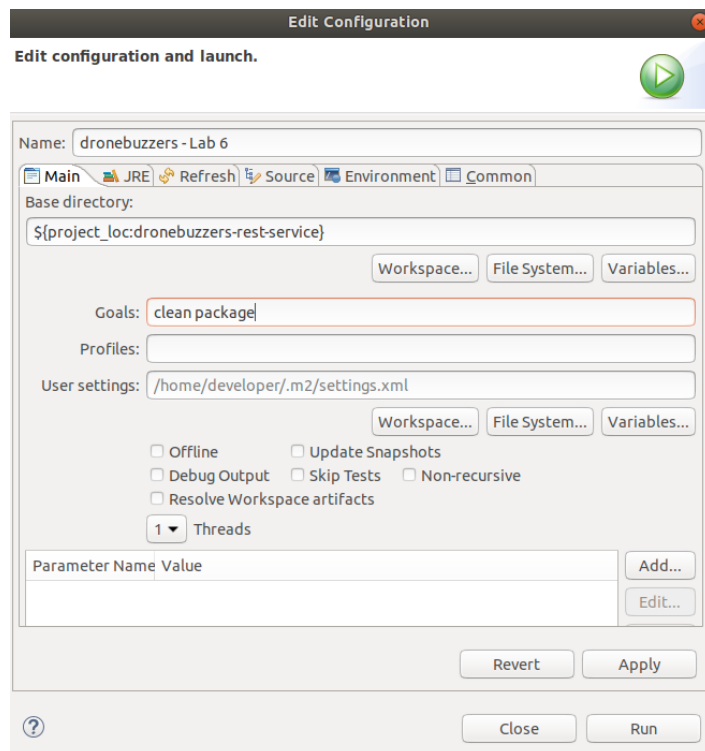 Edit Configuration
Edit configuration and launch.
Name: dronebuzzers - Lab 6
Main JRE Refresh Source Environment Common
Base directory:
${project_loc:dronebuzzers-rest-service}
Workspace... File System... Variables...
Goals: clean package
Profiles:
User settings: /home/developer/.m2/settings.xml
Workspace... File System... Variables...
Offline Update Snapshots
Debug Output Skip Tests Non-recursive
Resolve Workspace artifacts
1 Threads
Parameter Name Value Add...
Edit...
Revert Apply
Close Run